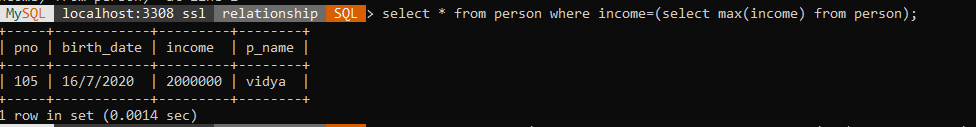 MySQL localhost:3308 ssl relationship SQL > select * from person where income=(select max(income) from person);
+-----+------------+---------+--------+
| pno | birth_date | income  | p_name |
+-----+------------+---------+--------+
| 105 | 16/7/2020  | 2000000 | vidya  |
+-----+------------+---------+--------+
1 row in set (0.0014 sec)